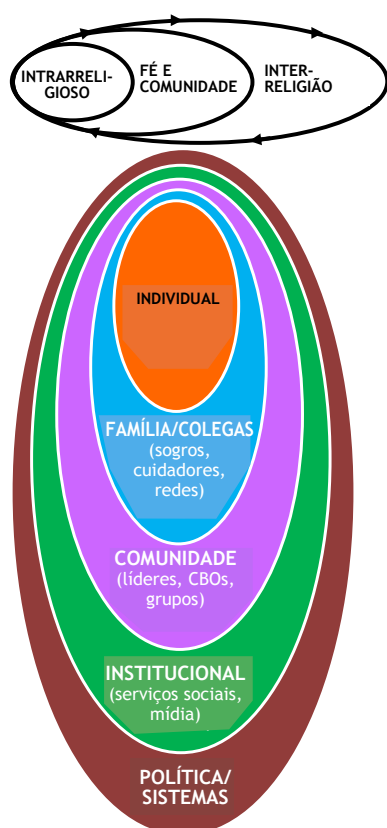 INTRARRELI-
GIOSO
FÉ E
COMUNIDADE
INTER-
RELIGIÃO
INDIVIDUAL
FAMÍLIA/COLEGAS
(sogros,
cuidadores,
redes)
COMUNIDADE
(líderes, CBOs,
grupos)
INSTITUCIONAL
(serviços sociais,
mídia)
POLÍTICA/
SISTEMAS